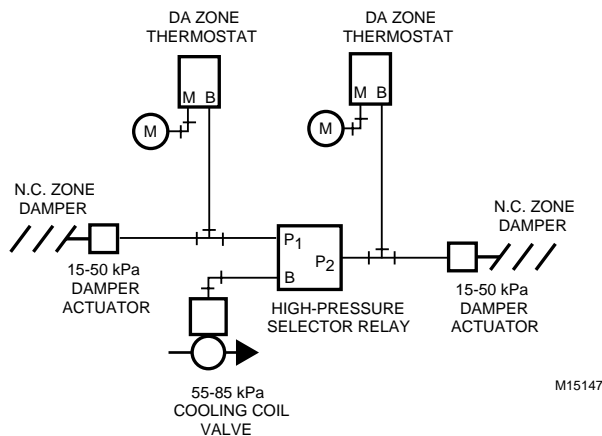 DA ZONE
THERMOSTAT
DA ZONE
THERMOSTAT
M B
M B
M
M
N.C. ZONE
DAMPER
N.C. ZONE
DAMPER
P1
P2
B
15-50 kPa
DAMPER
ACTUATOR
HIGH-PRESSURE
SELECTOR RELAY
15-50 kPa
DAMPER
ACTUATOR
55-85 kPa
COOLING COIL
VALVE
M15147